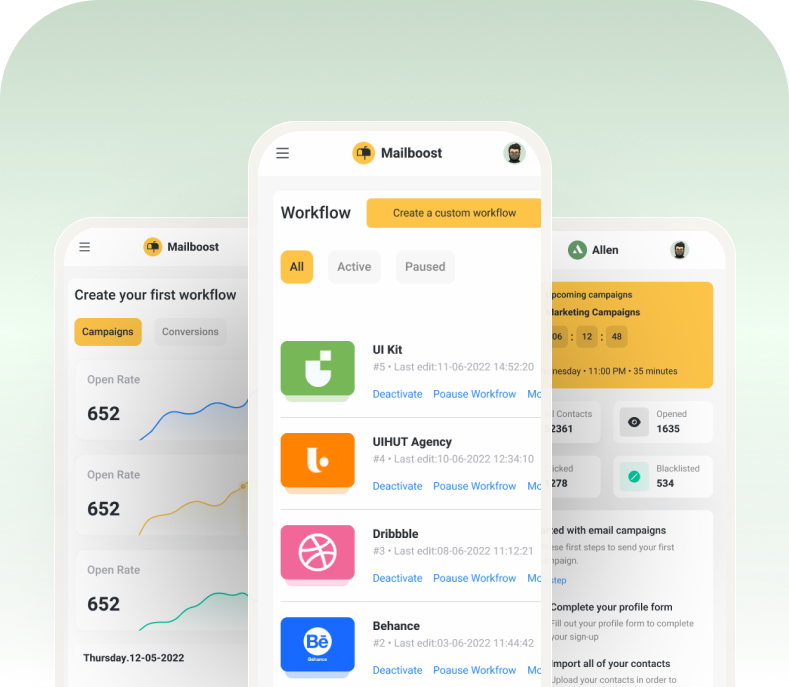 Mailboost
Create your first workflow
Campaigns
Conversions
Open Rate
652
Open Rate
652
Open Rate
652
Thursday.12-05-2022
Mailboost
Workflow
Create a custom workflow
All
Active
Paused
UI Kit
#5 • Last edit:11-06-2022 14:52:20
Deactivate Poause Workfrow Mo
UIHUT Agency
#4 • Last edit:10-06-2022 12:34:10
Deactivate Poause Workfrow Mo
Dribbble
#3 • Last edit:08-06-2022 11:12:21
Deactivate Poause Workfrow Mo
Bē
Béhance
Behance
#2 • Last edit:03-06-2022 11:44:42
Deactivate Poause Workfrow Mo
Allen
pcoming campaigns
arketing Campaigns
06 : 12 : 48
nesday • 11:00 PM • 35 minutes
Contacts
2361
Opened
1635
icked
278
Blacklisted
534
ted with email campaigns
ese first steps to send your first
npaign.
step
Complete your profile form
Fill out your profile form to complete
your sign-up
mport all of your contacts
Upload your contacts in order to